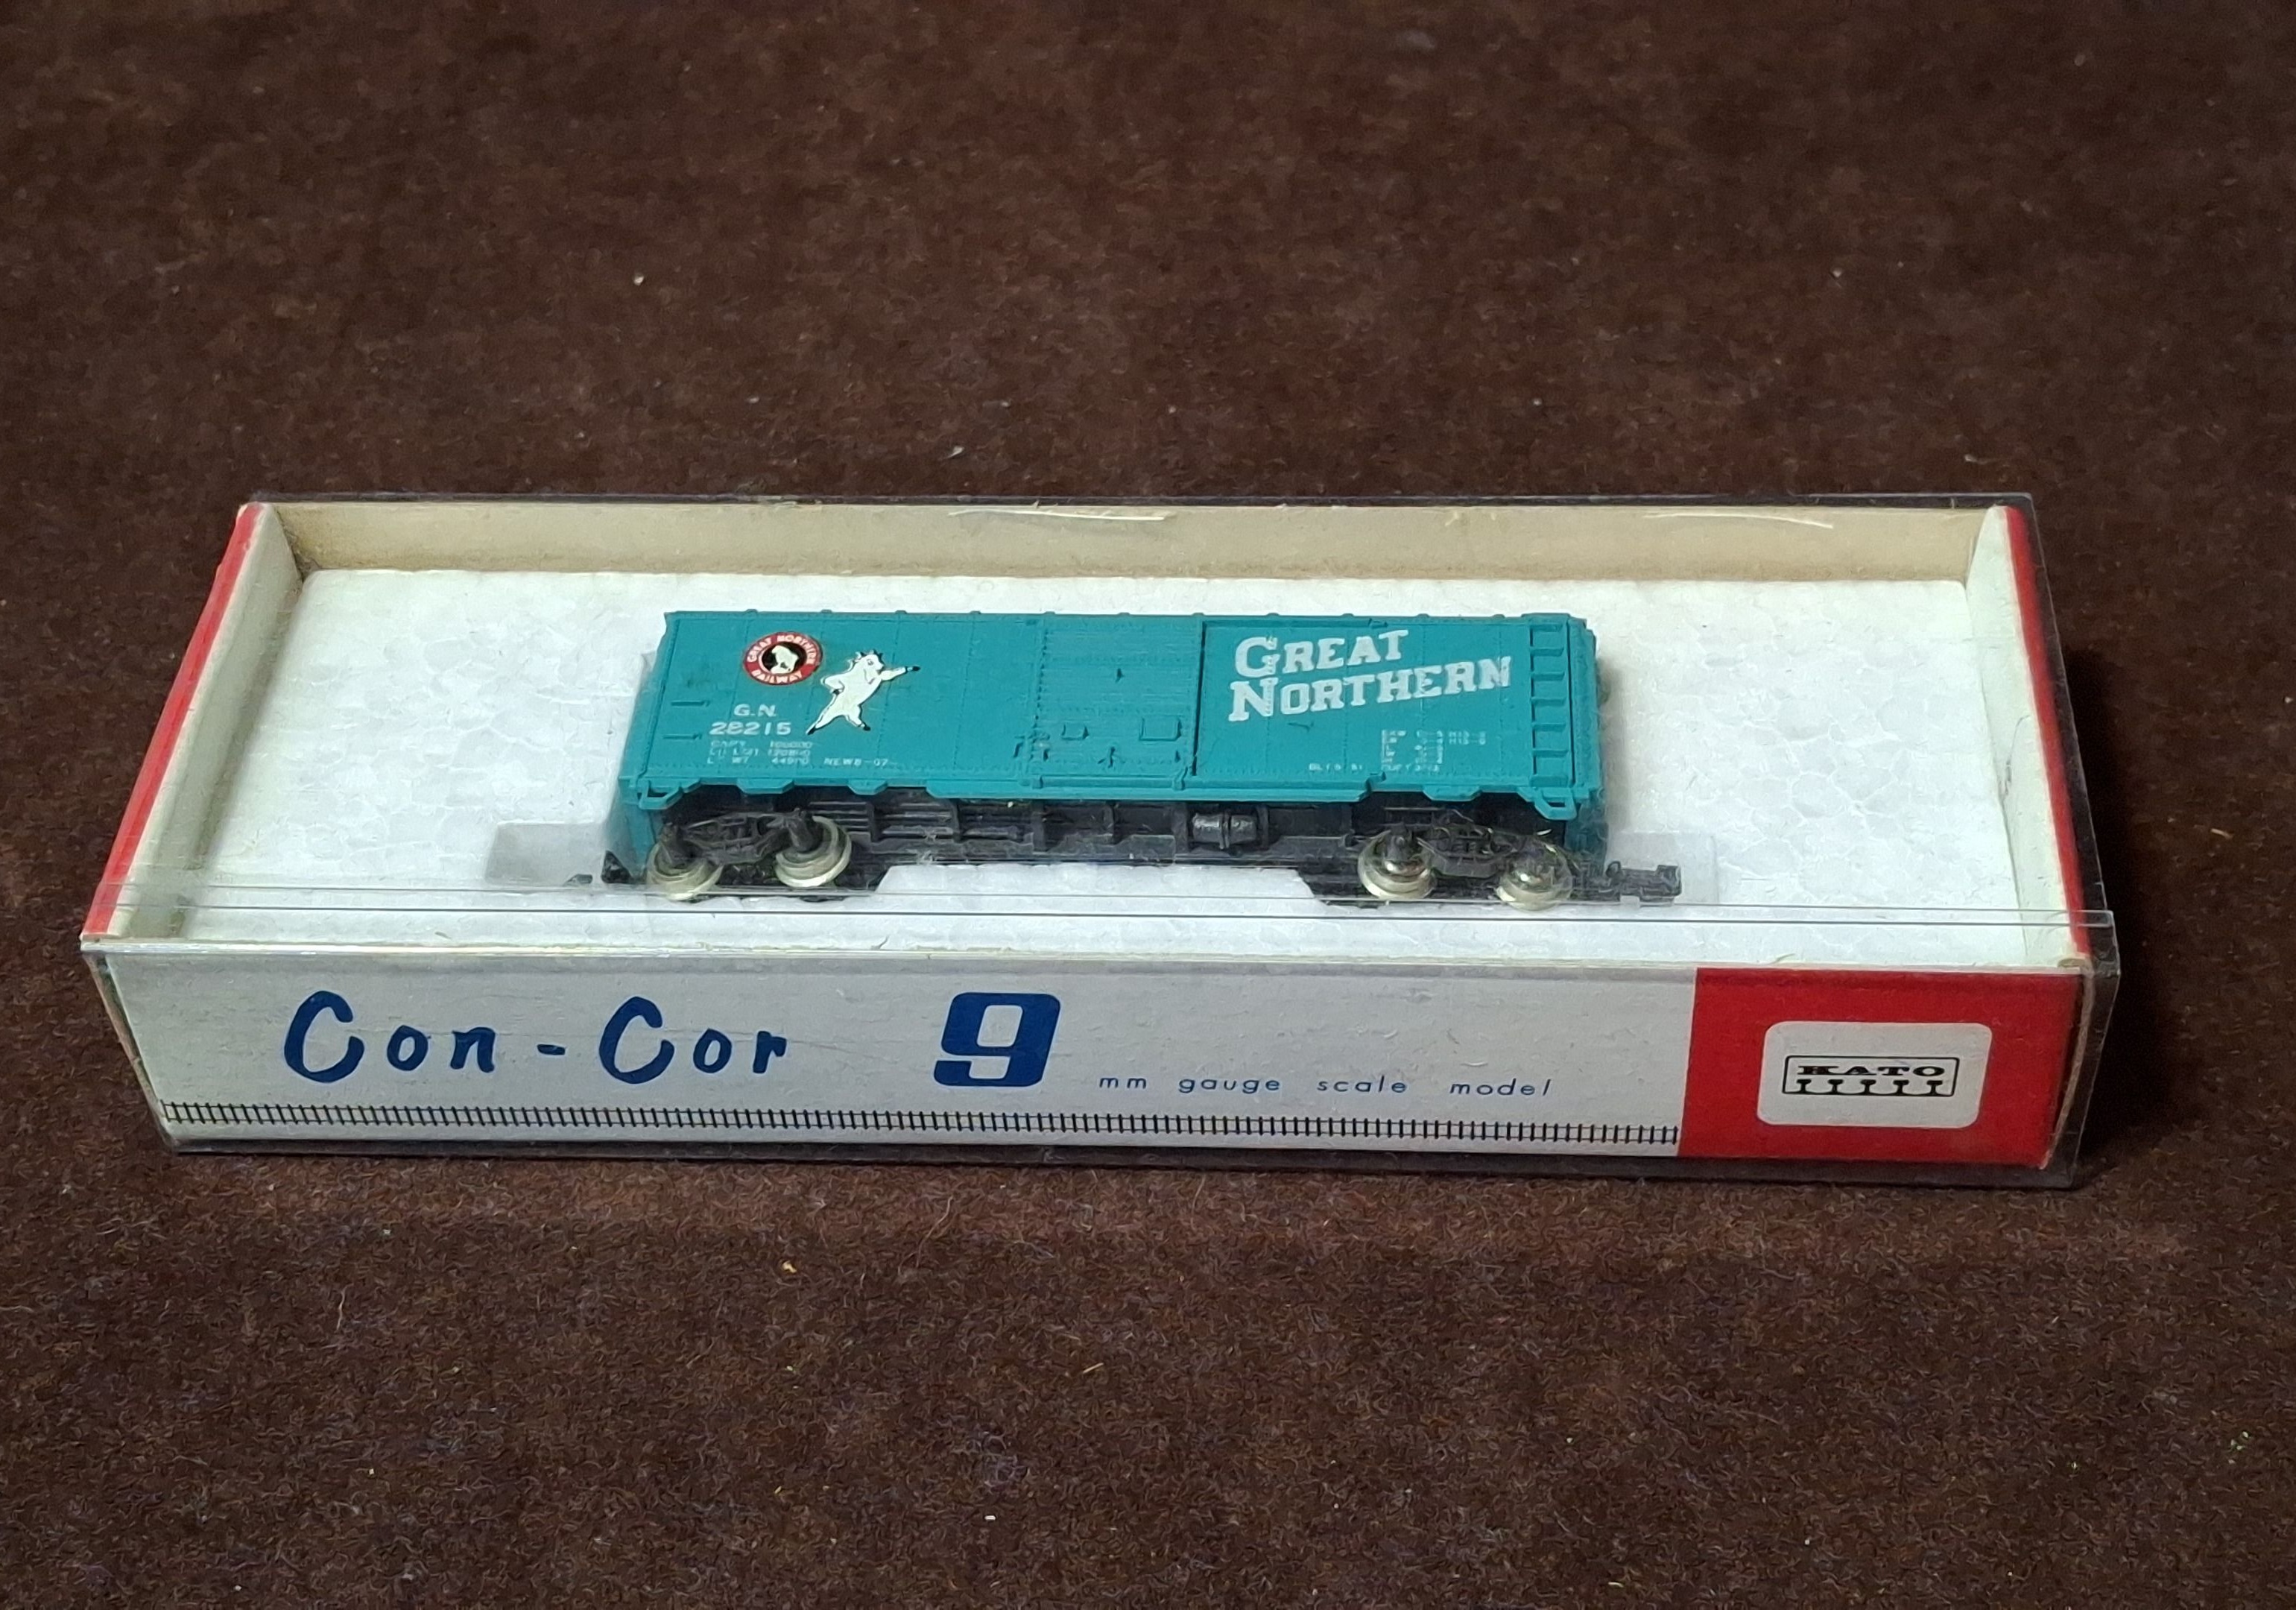 GREAT NORTHERN
RAILWAY
G.N.
28215
GREAT
NORTHERN
Con-Cor 9 mm gauge scale model
KATO